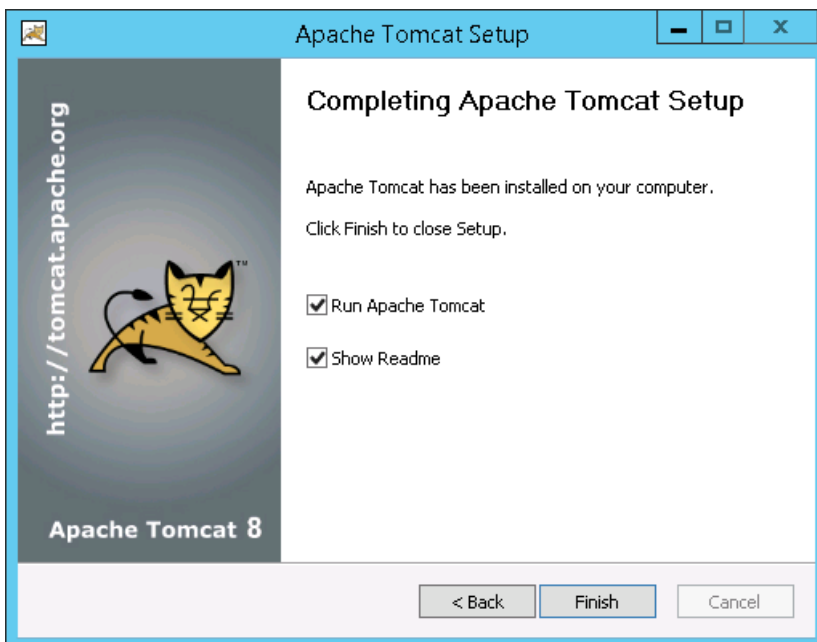 Apache Tomcat Setup
http://tomcat.apache.org
TM
Apache Tomcat 8
Completing Apache Tomcat Setup
Apache Tomcat has been installed on your computer.
Click Finish to close Setup.
Run Apache Tomcat
Show Readme
< Back
Finish
Cancel